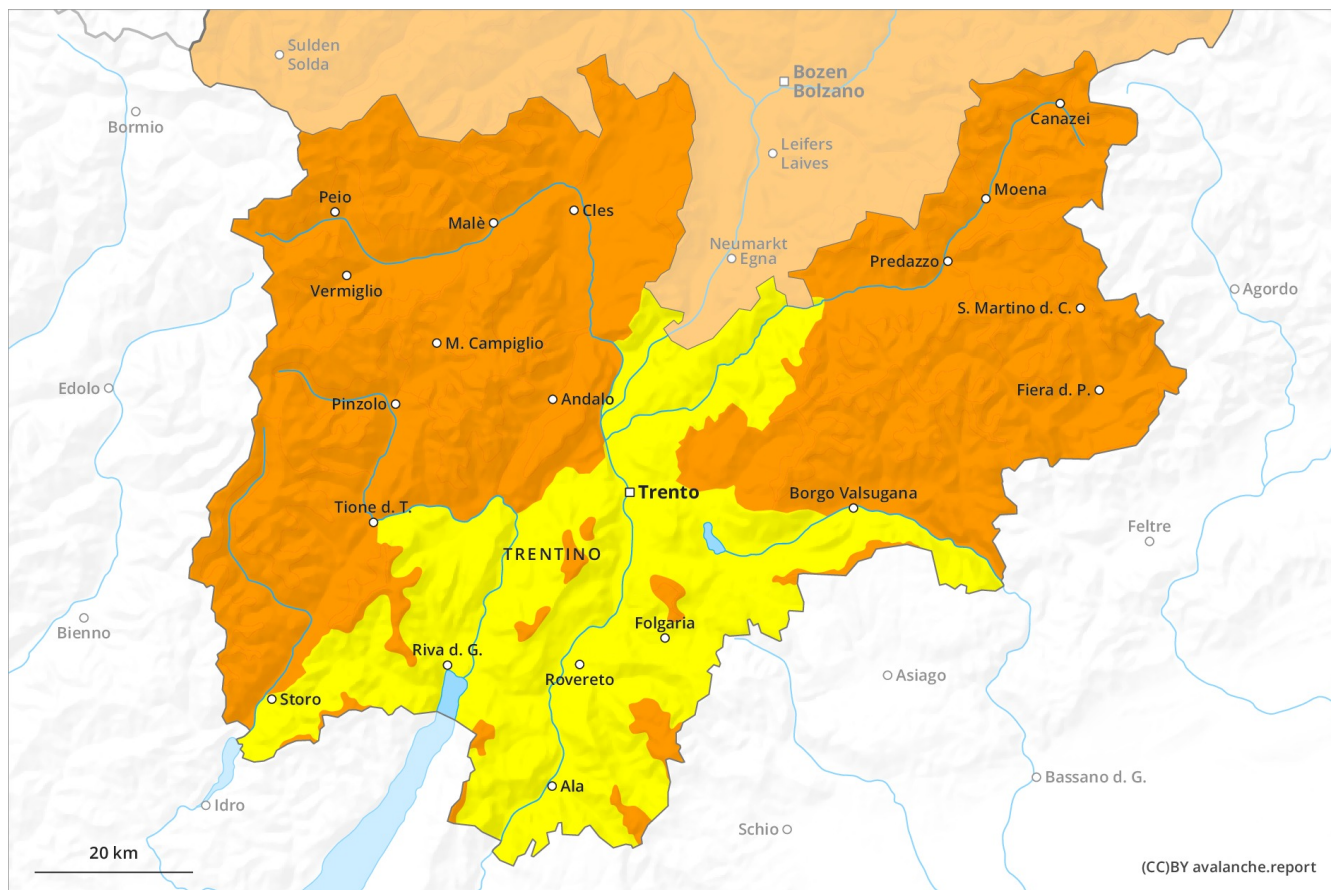 Sulden
Solda
Bozen
Bolzano
Bormio
Canazei
Leifers
Laives
Moena
Peio
Malè
Cles
Neumarkt
Egna
Predazzo
Vermiglio
Agordo
S. Martino d. C.
M. Campiglio
Edolo
Fiera d. P.
Pinzolo
Andalo
Trento
Borgo Valsugana
Tione d. T.
Feltre
TRENTINO
Bienno
Folgaria
Riva d. G.
Rovereto
Asiago
Storo
Bassano d. G.
Ala
Idro
Schio
20 km
(CC)BY avalanche.report